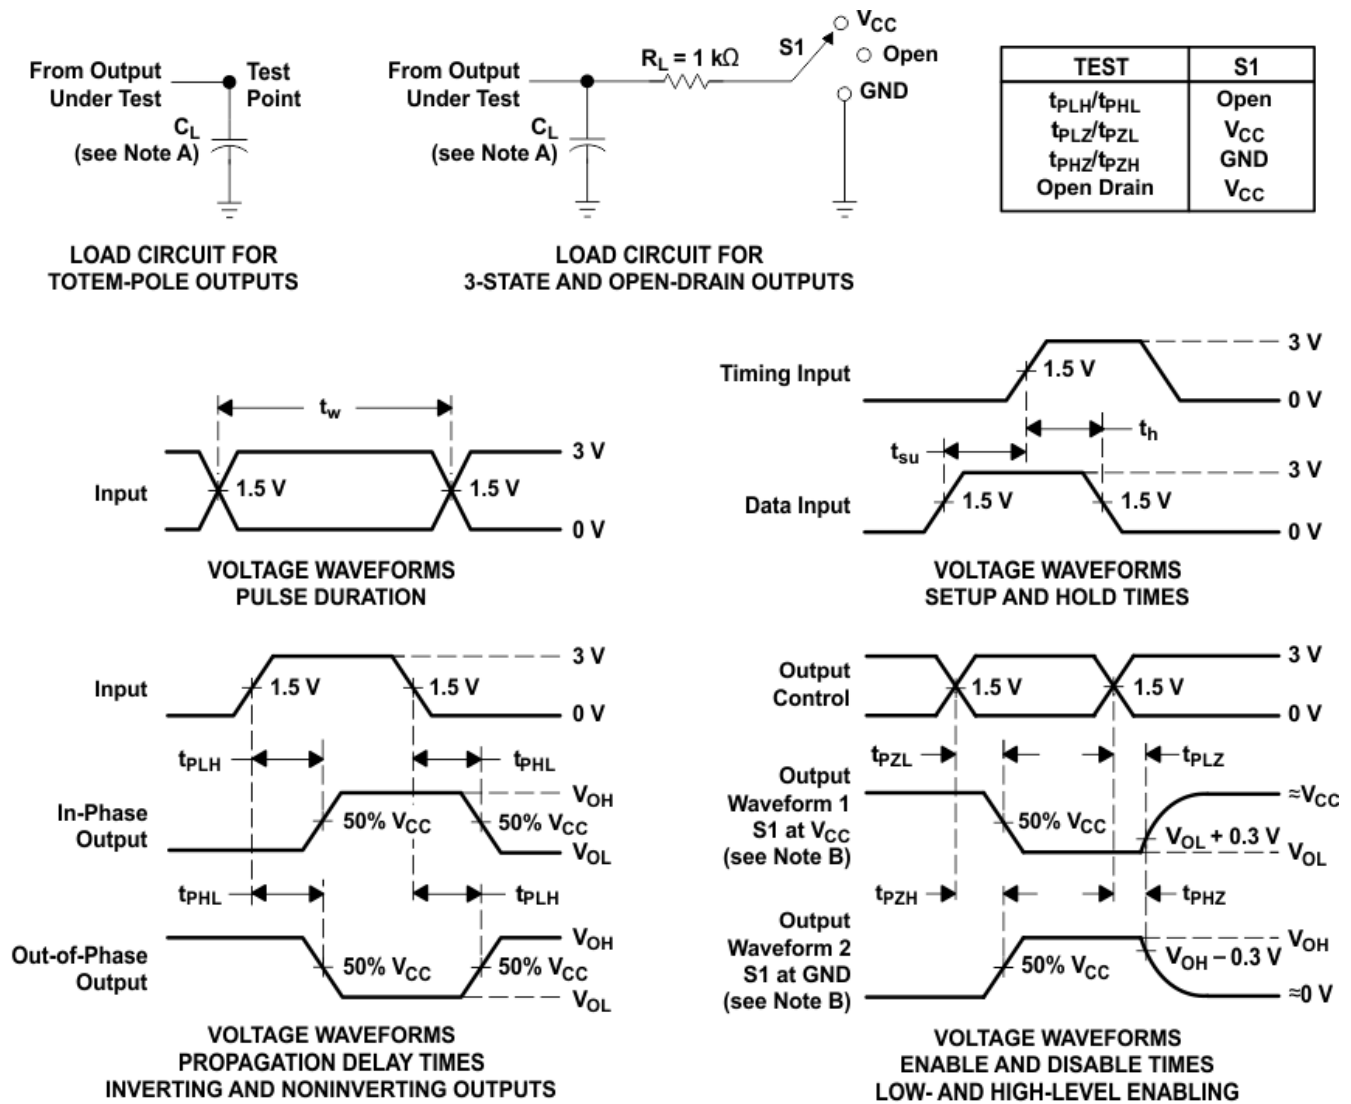 From Output
Under Test
Test
Point
CL
(see Note A)
LOAD CIRCUIT FOR
TOTEM-POLE OUTPUTS
From Output
Under Test
RL = 1 kΩ
S1
VCC
Open
GND
CL
(see Note A)
LOAD CIRCUIT FOR
3-STATE AND OPEN-DRAIN OUTPUTS
TEST S1
tPLH/tPHL Open
tPLZ/tPZL VCC
tPHZ/tPZH GND
Open Drain VCC
tw
3 V
Input 1.5 V 1.5 V
0 V
VOLTAGE WAVEFORMS
PULSE DURATION
3 V
Timing Input 1.5 V
0 V
th
tsu
3 V
Data Input 1.5 V 1.5 V
0 V
VOLTAGE WAVEFORMS
SETUP AND HOLD TIMES
3 V
Input 1.5 V 1.5 V
0 V
tPLH tPHL
VOH
In-Phase
Output
50% VCC 50% VCC
VOL
tPHL tPLH
VOH
Out-of-Phase
Output
50% VCC 50% VCC
VOL
VOLTAGE WAVEFORMS
PROPAGATION DELAY TIMES
INVERTING AND NONINVERTING OUTPUTS
3 V
Output
Control
1.5 V 1.5 V
0 V
tPZL tPLZ
Output
Waveform 1
S1 at VCC
(see Note B)
50% VCC
≈VCC
VOL + 0.3 V
VOL
tPZH tPHZ
Output
Waveform 2
S1 at GND
(see Note B)
50% VCC
VOH
VOH − 0.3 V
≈0 V
VOLTAGE WAVEFORMS
ENABLE AND DISABLE TIMES
LOW- AND HIGH-LEVEL ENABLING